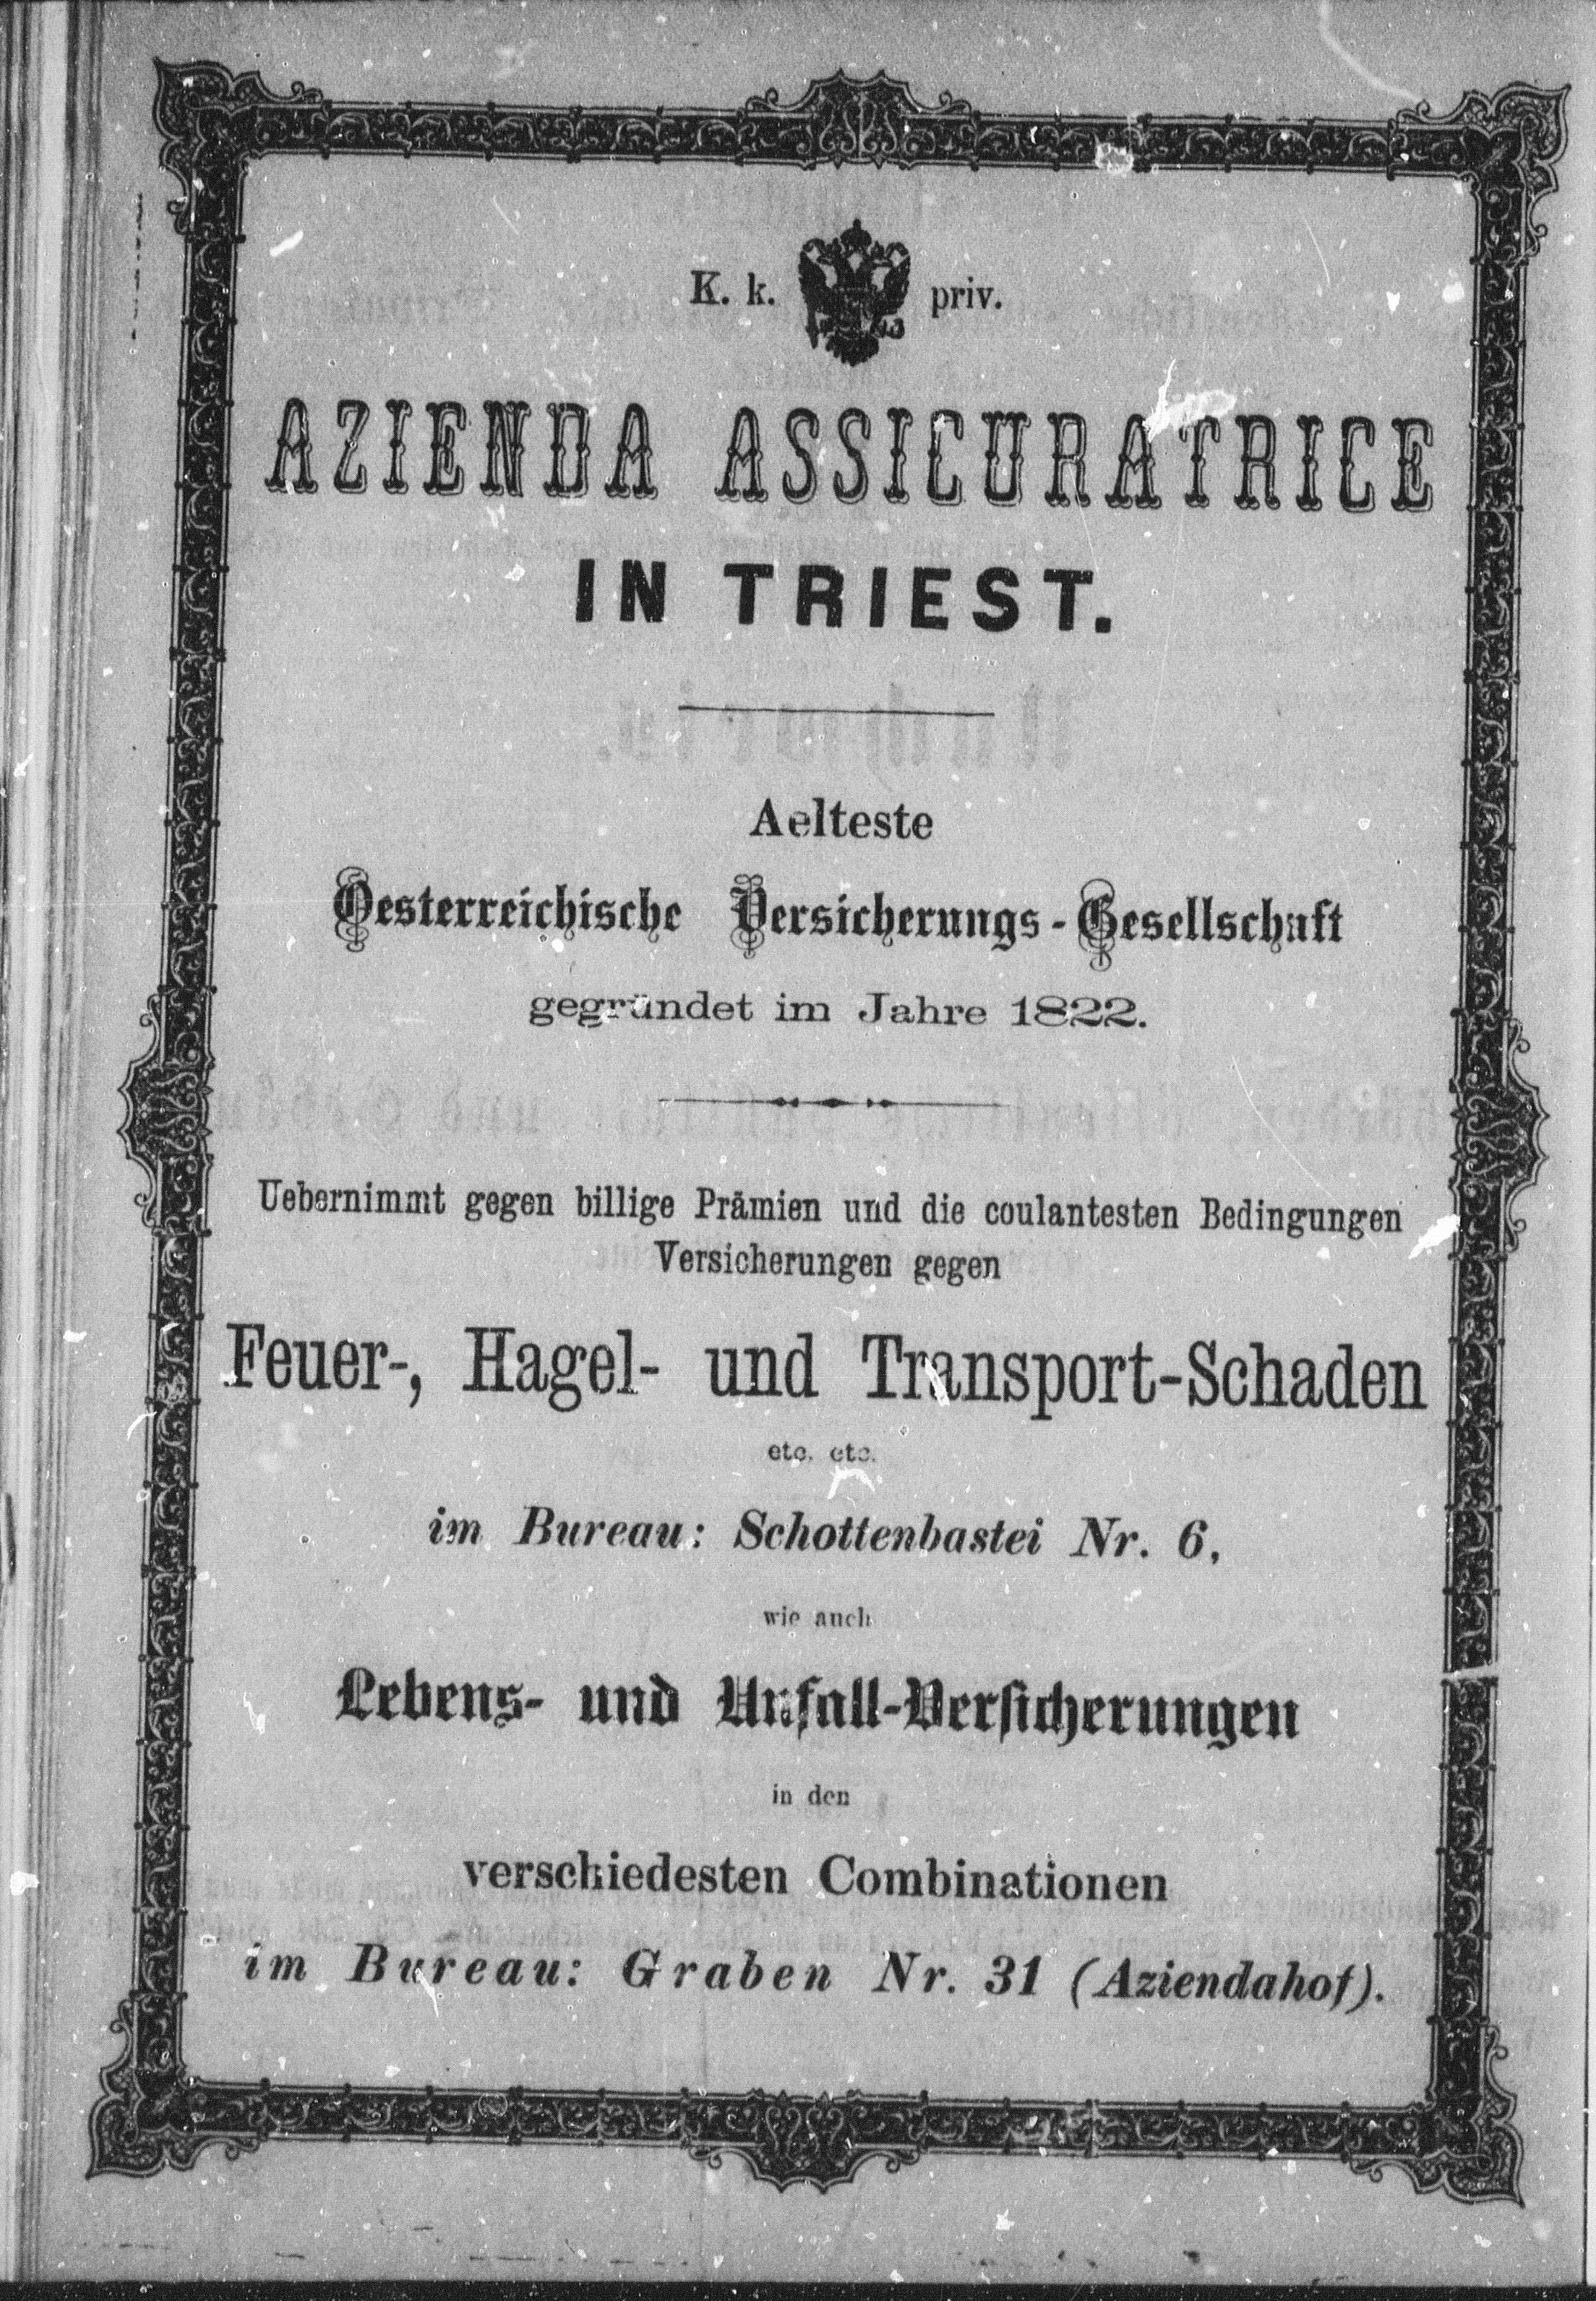 K. k. priv.
AZIENDA ASSICURATRICE
IN TRIEST.
Aelteste
Oesterreichische Versicherungs-Gesellschaft
gegründet im Jahre 1822.
Uebernimmt gegen billige Prämien und die coulantesten Bedingungen
Versicherungen gegen
Feuer-, Hagel- und Transport-Schaden
etc. etc.
im Bureau: Schottenbastei Nr. 6,
wie auch
Lebens- und Unfall-Versicherungen
in den
verschiedesten Combinationen
im Bureau: Graben Nr. 31 (Aziendahof).